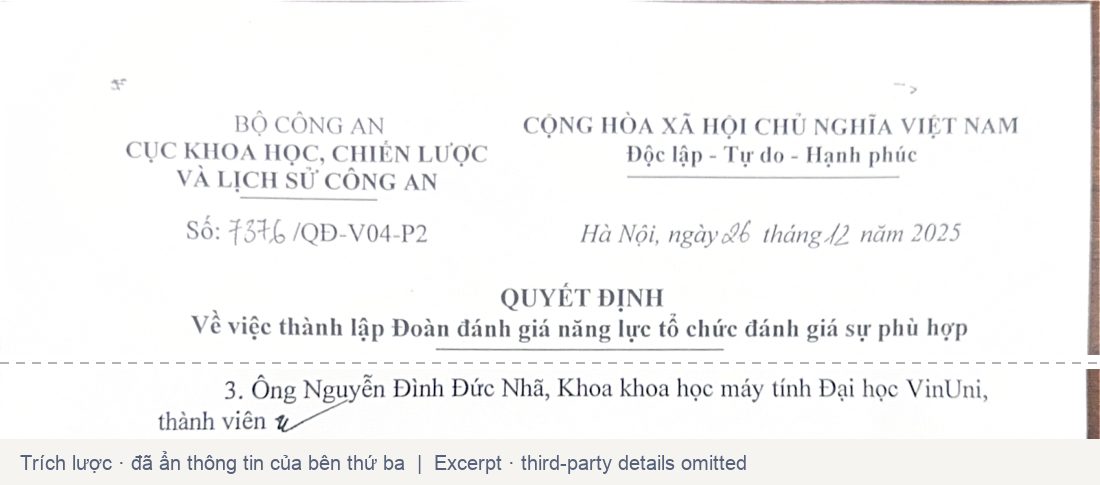 BỘ CÔNG AN
CỤC KHOA HỌC, CHIẾN LƯỢC
VÀ LỊCH SỬ CÔNG AN
Số: 7376 /QĐ-V04-P2
CỘNG HÒA XÃ HỘI CHỦ NGHĨA VIỆT NAM
Độc lập - Tự do - Hạnh phúc
Hà Nội, ngày 26 tháng 12 năm 2025
QUYẾT ĐỊNH
Về việc thành lập Đoàn đánh giá năng lực tổ chức đánh giá sự phù hợp
3. Ông Nguyễn Đình Đức Nhã, Khoa khoa học máy tính Đại học VinUni,
thành viên
Trích lược · đã ẩn thông tin của bên thứ ba | Excerpt · third-party details omitted